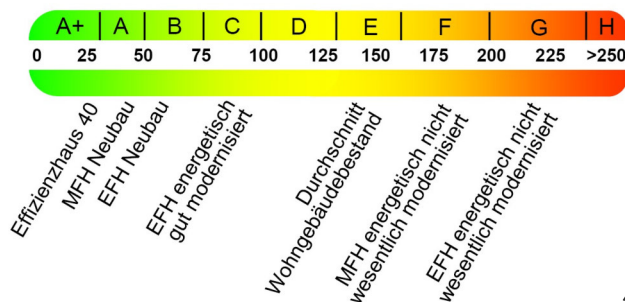 A+ A B C D E F G H
0 25 50 75 100 125 150 175 200 225 >250
Effizienzhaus 40
MFH Neubau
EFH Neubau
EFH energetisch
gut modernisiert
Durchschnitt
Wohngebäudebestand
MFH energetisch nicht
wesentlich modernisiert
EFH energetisch nicht
wesentlich modernisiert